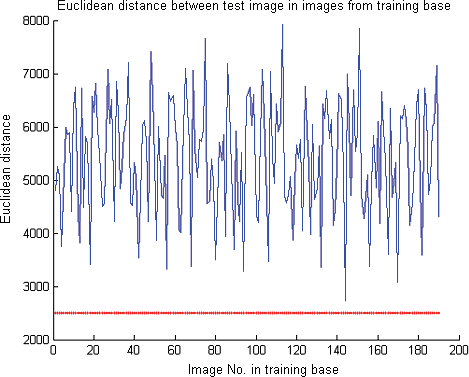 Euclidean distance between test image in images from training base
8000
7000
6000
5000
4000
3000
2000
Euclidean distance
0 20 40 60 80 100 120 140 160 180 200
Image No. in training base